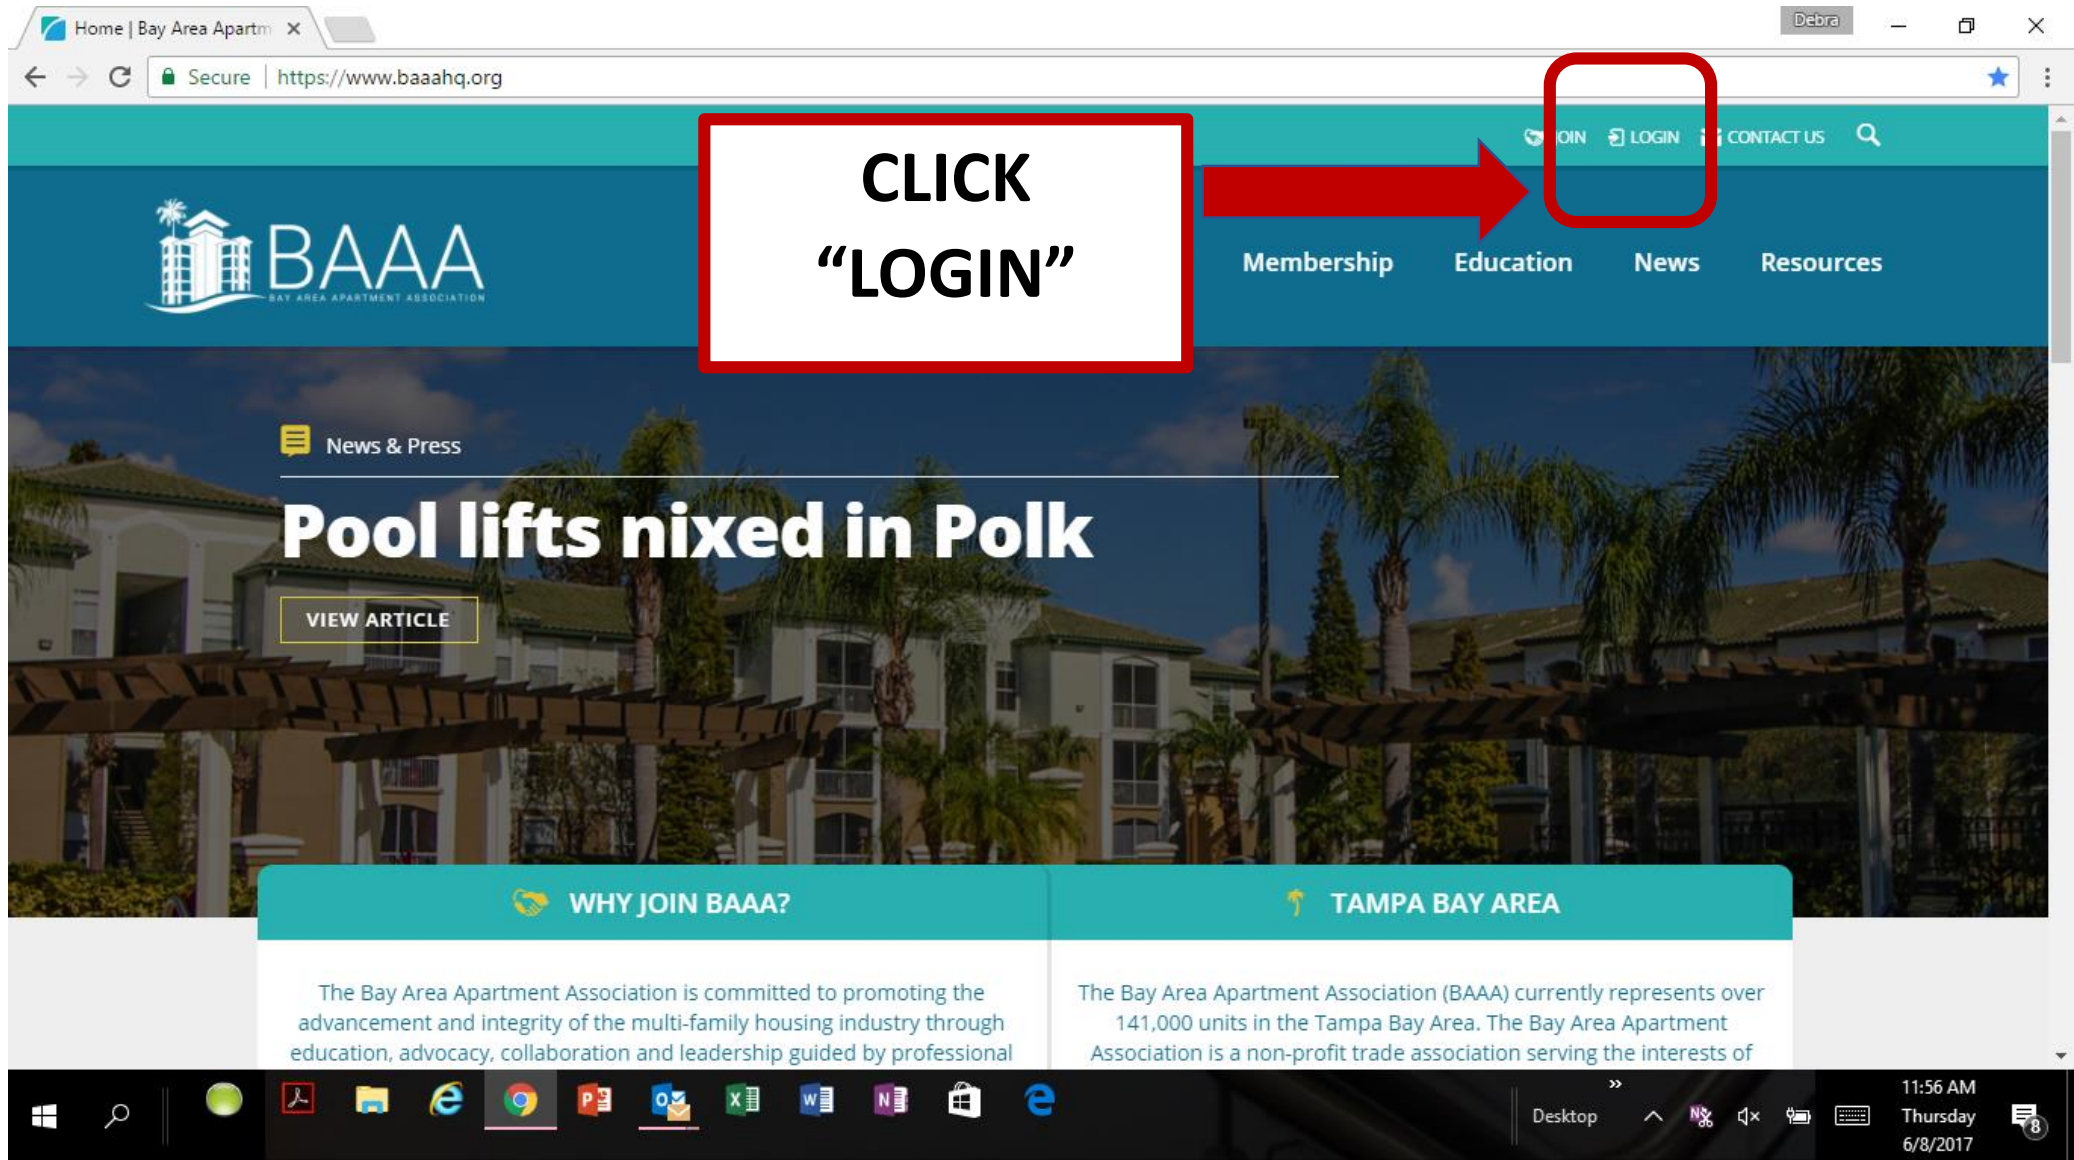 Home | Bay Area Apartm
Debra
Secure | https://www.baaahq.org
JOIN LOGIN CONTACT US
CLICK
“LOGIN”
BAAA
BAY AREA APARTMENT ASSOCIATION
Membership Education News Resources
News & Press
Pool lifts nixed in Polk
VIEW ARTICLE
WHY JOIN BAAA?
The Bay Area Apartment Association is committed to promoting the
advancement and integrity of the multi-family housing industry through
education, advocacy, collaboration and leadership guided by professional
TAMPA BAY AREA
The Bay Area Apartment Association (BAAA) currently represents over
141,000 units in the Tampa Bay Area. The Bay Area Apartment
Association is a non-profit trade association serving the interests of
Desktop
11:56 AM
Thursday
6/8/2017
8